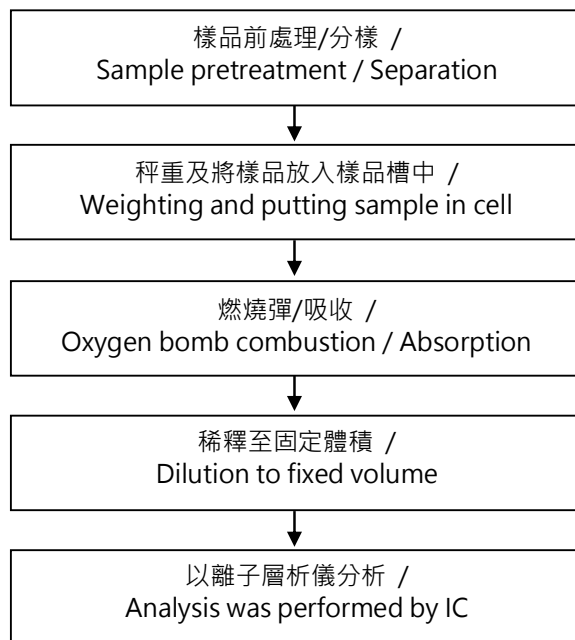 樣品前處理/分樣 /
Sample pretreatment / Separation
秤重及將樣品放入樣品槽中 /
Weighting and putting sample in cell
燃燒彈/吸收 /
Oxygen bomb combustion / Absorption
稀釋至固定體積 /
Dilution to fixed volume
以離子層析儀分析 /
Analysis was performed by IC